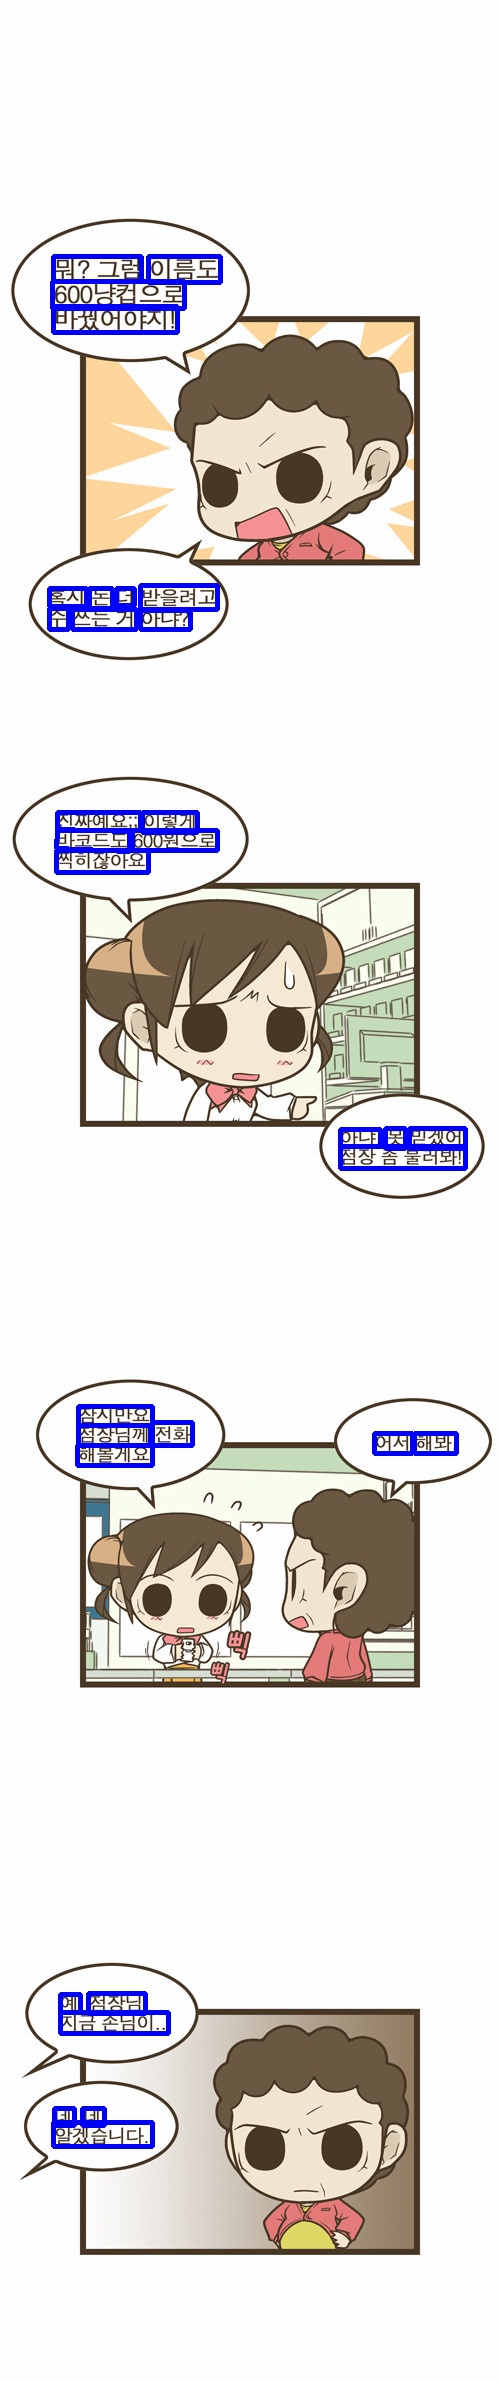 뭐? 그럼 이름도
600냥컵으로
바꿨어야지!
혹시 돈 더 받을려고
수 쓰는 거 아냐?
진짜예요;; 이렇게
바코드도 600원으로
찍히잖아요
아냐 못 믿겠어
점장 좀 불러봐!
잠시만요
점장님께 전화
해볼게요
어서 해봐
삑
삑
예 점장님
지금 손님이..
네 네
알겠습니다.